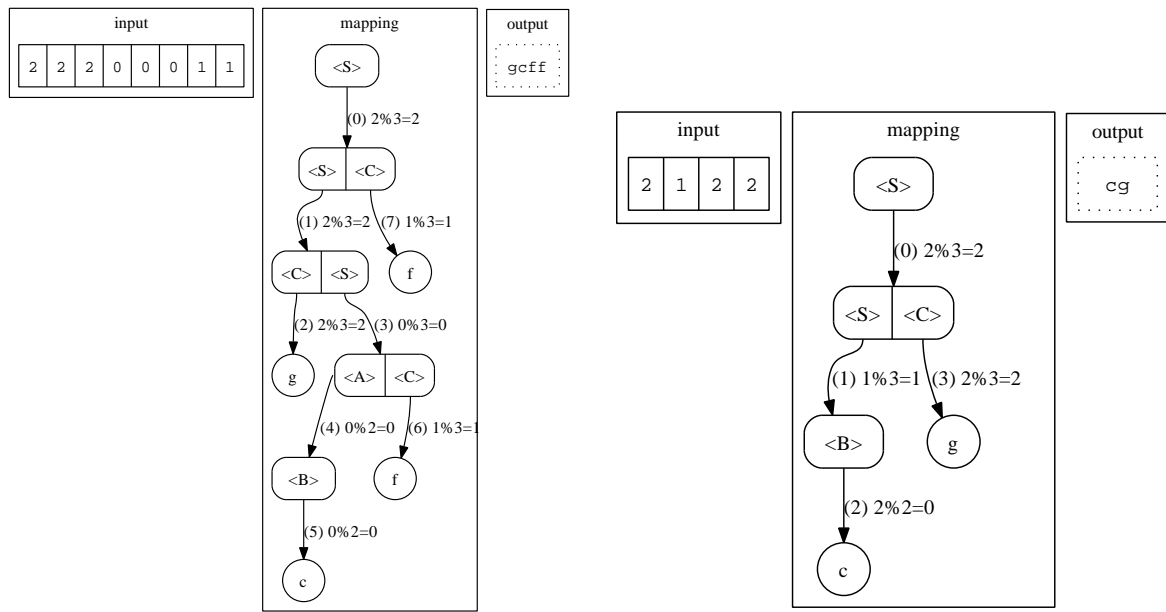 input
mapping
output
2 2 2 0 0 0 1 1
<S>
gcff
(0) 2%3=2
<S> <C>
(1) 2%3=2
(7) 1%3=1
<C> <S>
f
(2) 2%3=2
(3) 0%3=0
g
<A> <C>
(4) 0%2=0
(6) 1%3=1
<B>
f
(5) 0%2=0
c
input
mapping
output
2 1 2 2
<S>
cg
(0) 2%3=2
<S> <C>
(1) 1%3=1
(3) 2%3=2
<B>
g
(2) 2%2=0
c